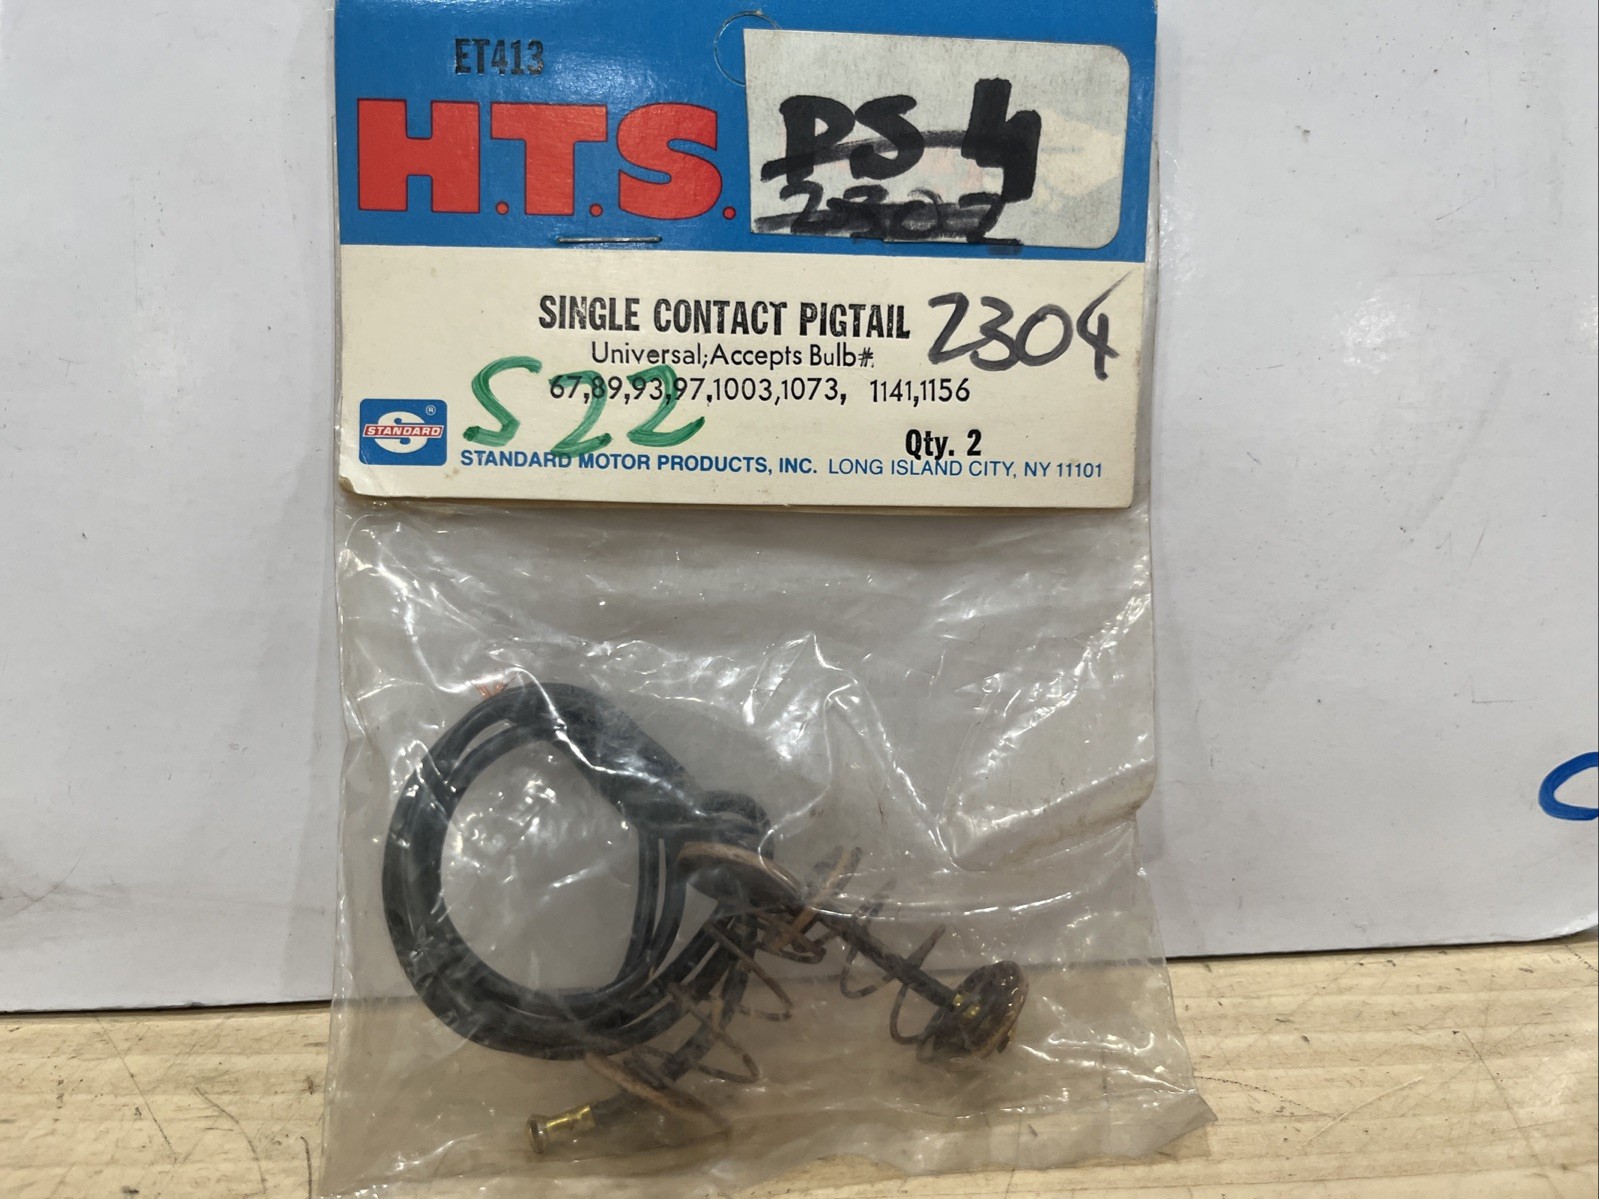 ET413
H.T.S.
PS 4
2307
SINGLE CONTACT PIGTAIL 2304
Universal;Accepts Bulb#
67,89,93,97,1003,1073, 1141,1156
S22
STANDARD ®
Qty. 2
STANDARD MOTOR PRODUCTS, INC. LONG ISLAND CITY, NY 11101